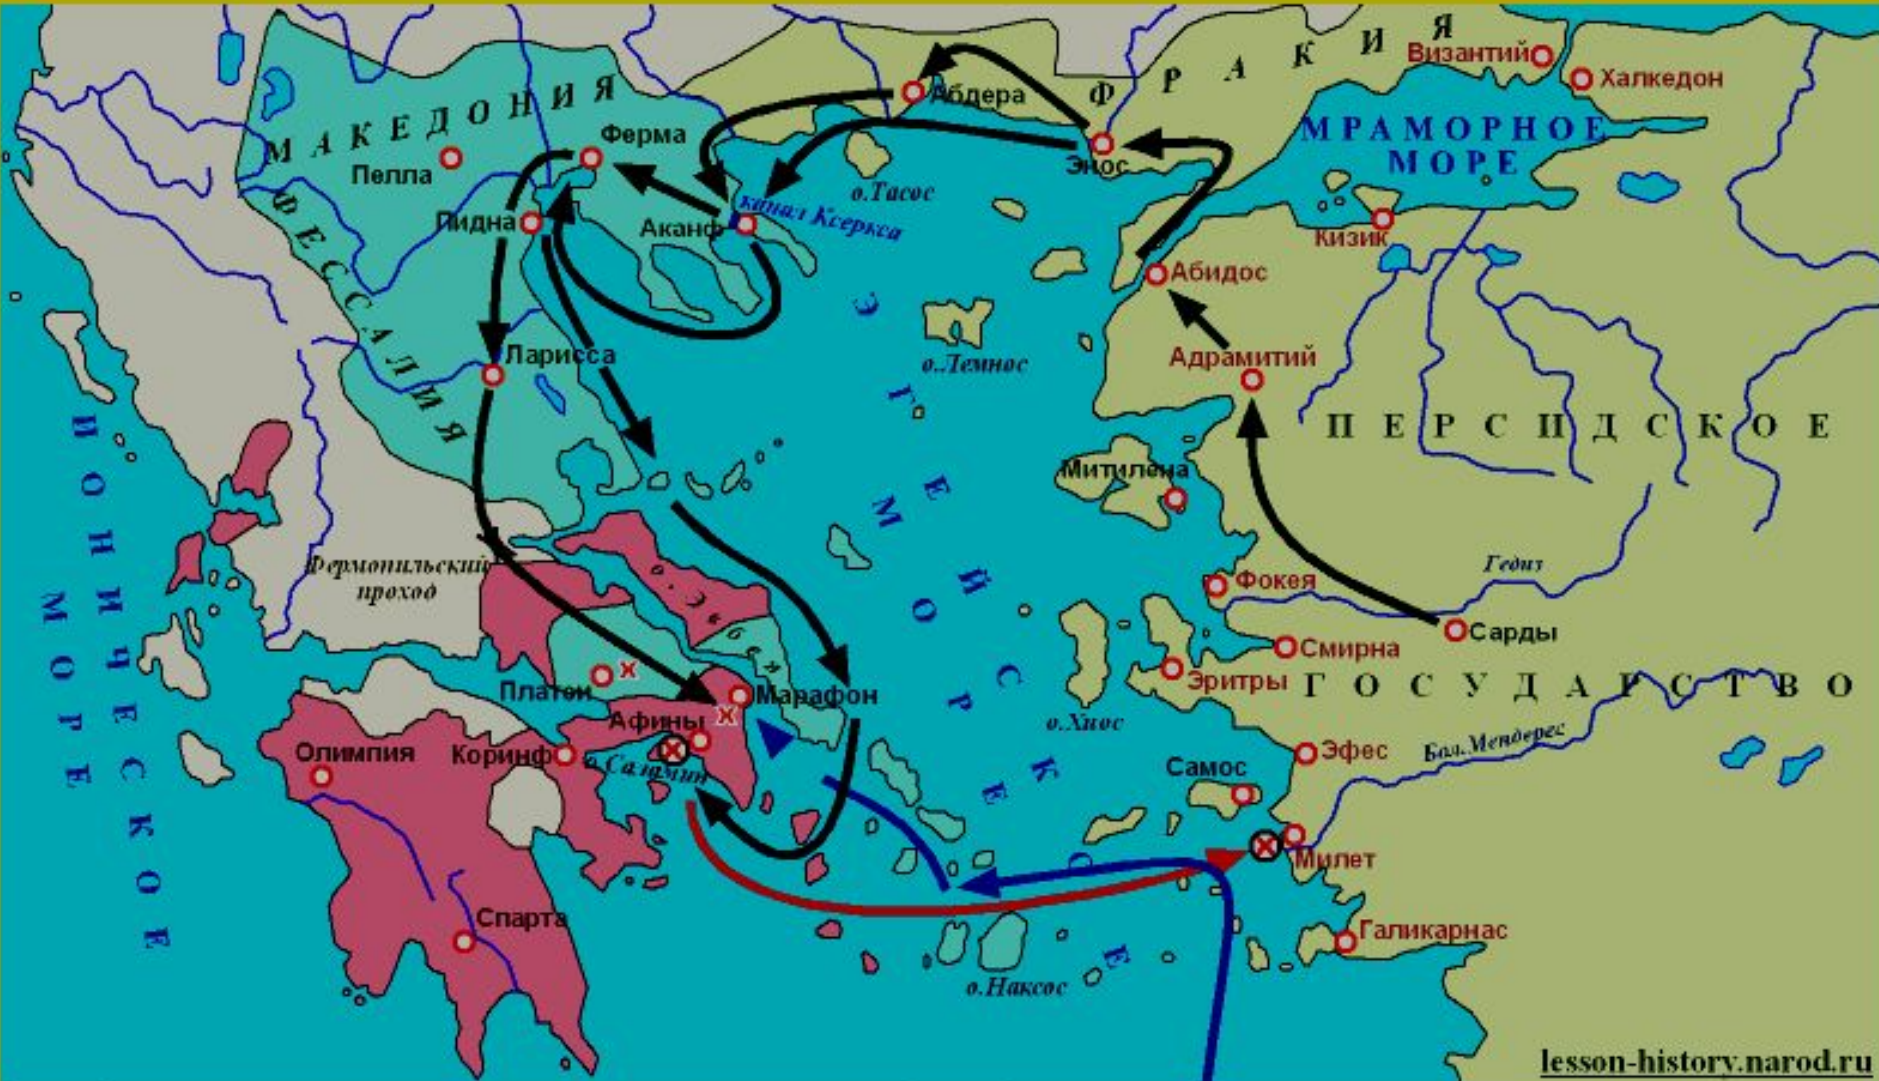 МАКЕДОНИЯ
ФРАКИЯ
Византий
Халкедон
Абдера
Ферма
МРАМОРНОЕ
МОРЕ
Пелла
Энос
о.Тасос
канал Ксеркса
Пидна
Аканф
Кизик
ФЕССАЛИЯ
Абидос
Ларисса
о.Лемнос
Адрамитий
ЭГЕЙСКОЕ
МОРЕ
ПЕРСИДСКОЕ
ГОСУДАРСТВО
ИОНИЧЕСКОЕ
МОРЕ
Митилена
Фермопильский
проход
о. Эвбея
Фокея
Гедиз
Сарды
Смирна
Эритры
Платеи
Марафон
Афины
о.Хиос
Олимпия
Коринф
о.Саламин
Эфес
Бол.Мендерес
Самос
Милет
Спарта
Галикарнас
о.Наксос
lesson-history.narod.ru